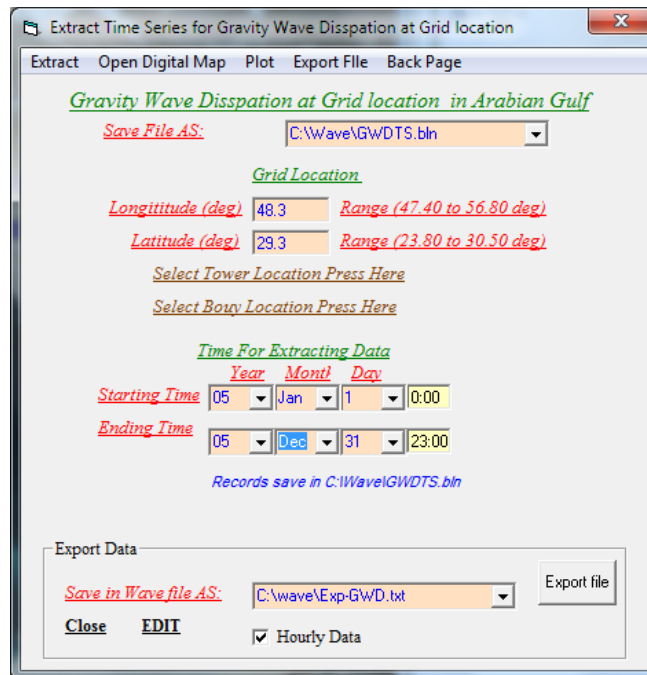 Extract Time Series for Gravity Wave Disspation at Grid location
Extract Open Digital Map Plot Export FIle Back Page
Gravity Wave Disspation at Grid location in Arabian Gulf
Save File AS: C:\Wave\GWDTS.bln
Grid Location
Longititude (deg) 48.3 Range (47.40 to 56.80 deg)
Latitude (deg) 29.3 Range (23.80 to 30.50 deg)
Select Tower Location Press Here
Select Bouy Location Press Here
Time For Extracting Data
Year Month Day
Starting Time 05 Jan 1 0:00
Ending Time 05 Dec 31 23:00
Records save in C:\Wave\GWDTS.bln
Export Data
Save in Wave file AS: C:\wave\Exp-GWD.txt Export file
Close EDIT Hourly Data